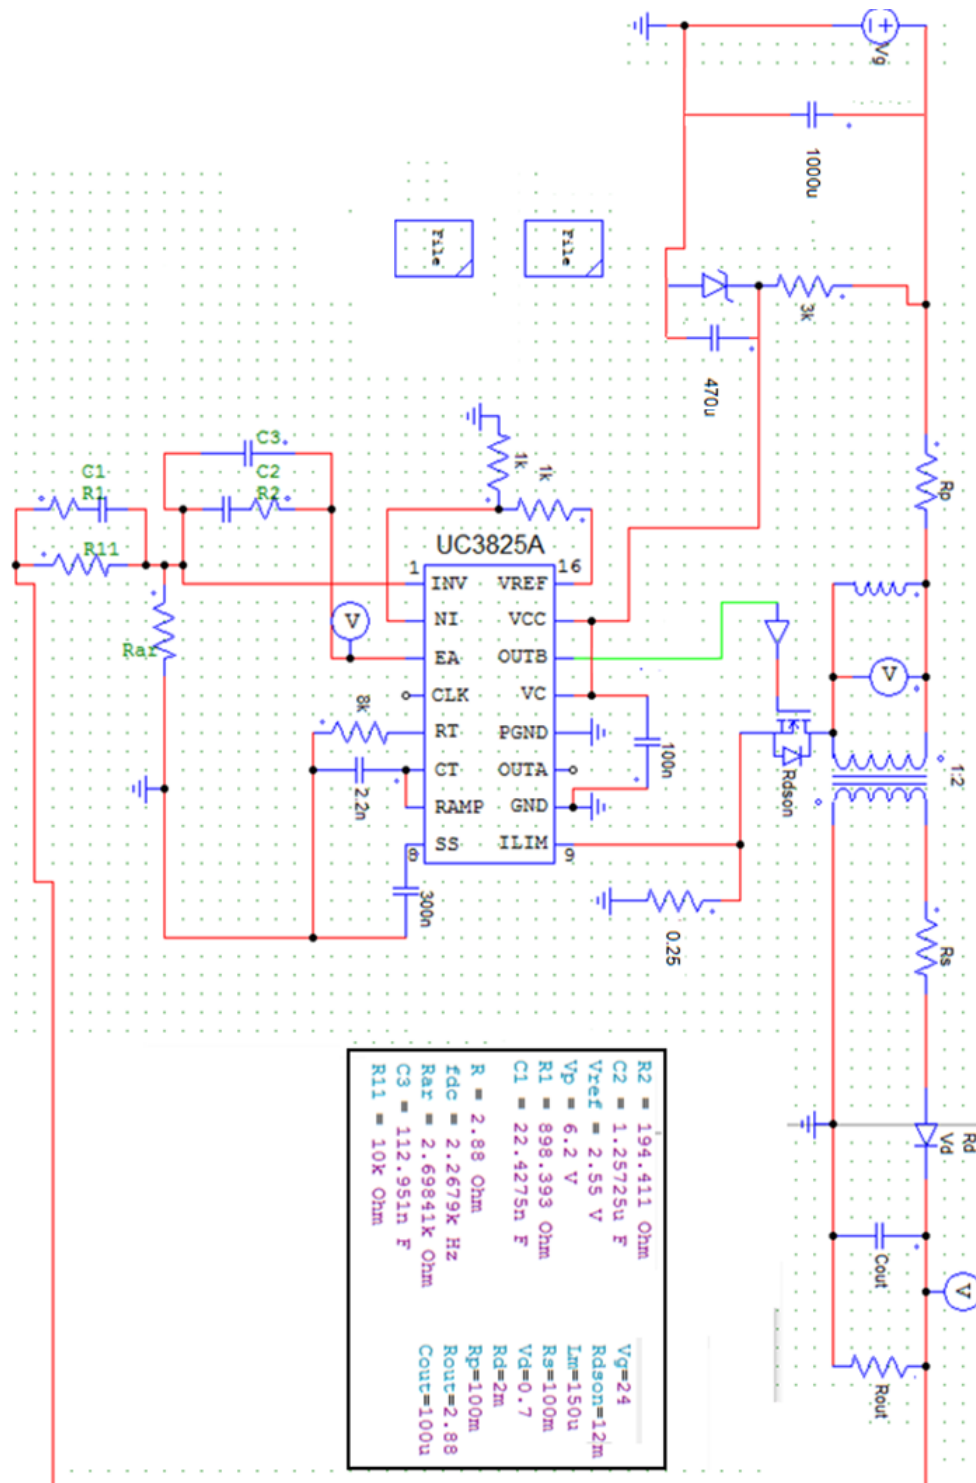 Vg
1000u
File
File
3k
470u
Rp
1k
1k
C3
C2
R2
C1
R1
R11
Rar
UC3825A
1
16
INV
VREF
NI
VCC
EA
OUTB
CLK
VC
RT
PGND
CT
OUTA
RAMP
GND
SS
ILIM
8
9
V
8k
2.2n
300n
100n
0.25
V
Rdson
1:2
Rs
Rd
Vd
Cout
V
Rout
R2 = 194.411 Ohm
C2 = 1.25725u F
Vref = 2.55 V
Vp = 6.2 V
R1 = 898.393 Ohm
C1 = 22.4275n F
R = 2.88 Ohm
fdc = 2.2679k Hz
Rar = 2.69841k Ohm
C3 = 112.951n F
R11 = 10k Ohm
Vg=24
Rdson=12m
Lm=150u
Rs=100m
Vd=0.7
Rd=2m
Rp=100m
Rout=2.88
Cout=100u